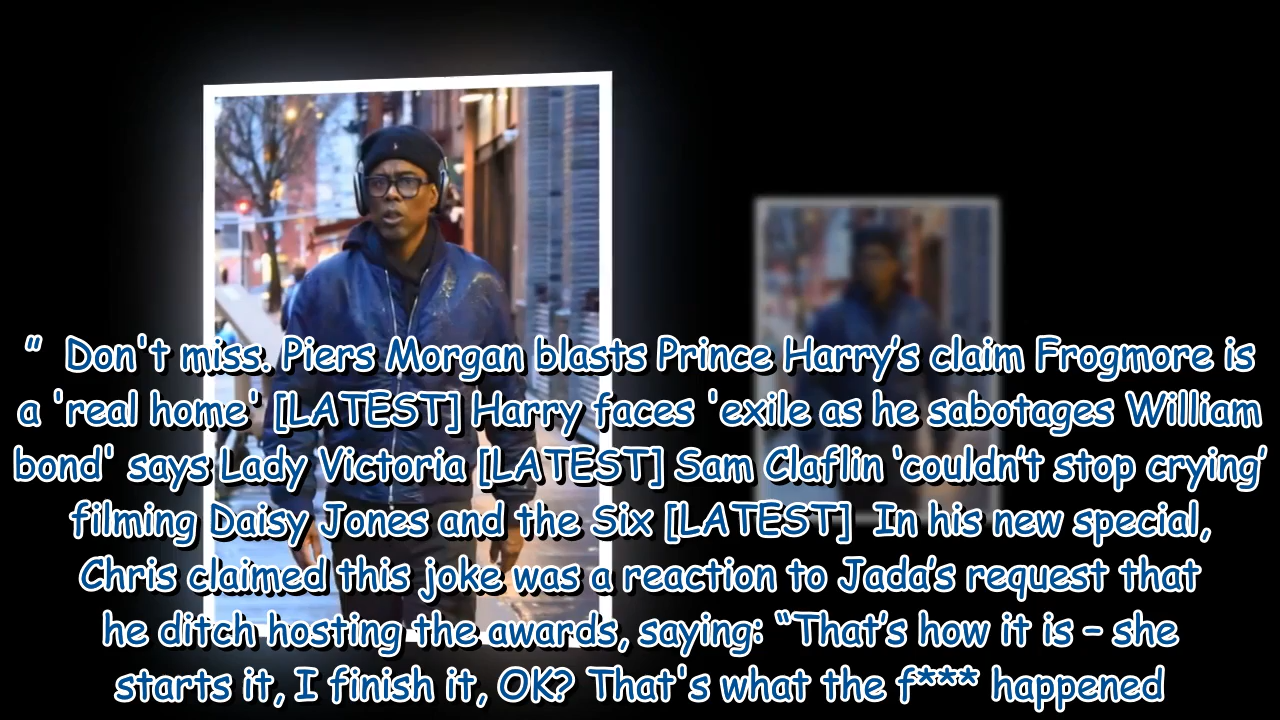 ” Don't miss. Piers Morgan blasts Prince Harry’s claim Frogmore is
a 'real home' [LATEST] Harry faces 'exile as he sabotages William
bond' says Lady Victoria [LATEST] Sam Claflin ‘couldn’t stop crying’
filming Daisy Jones and the Six [LATEST] In his new special,
Chris claimed this joke was a reaction to Jada’s request that
he ditch hosting the awards, saying: “That’s how it is – she
starts it, I finish it, OK? That's what the f*** happened